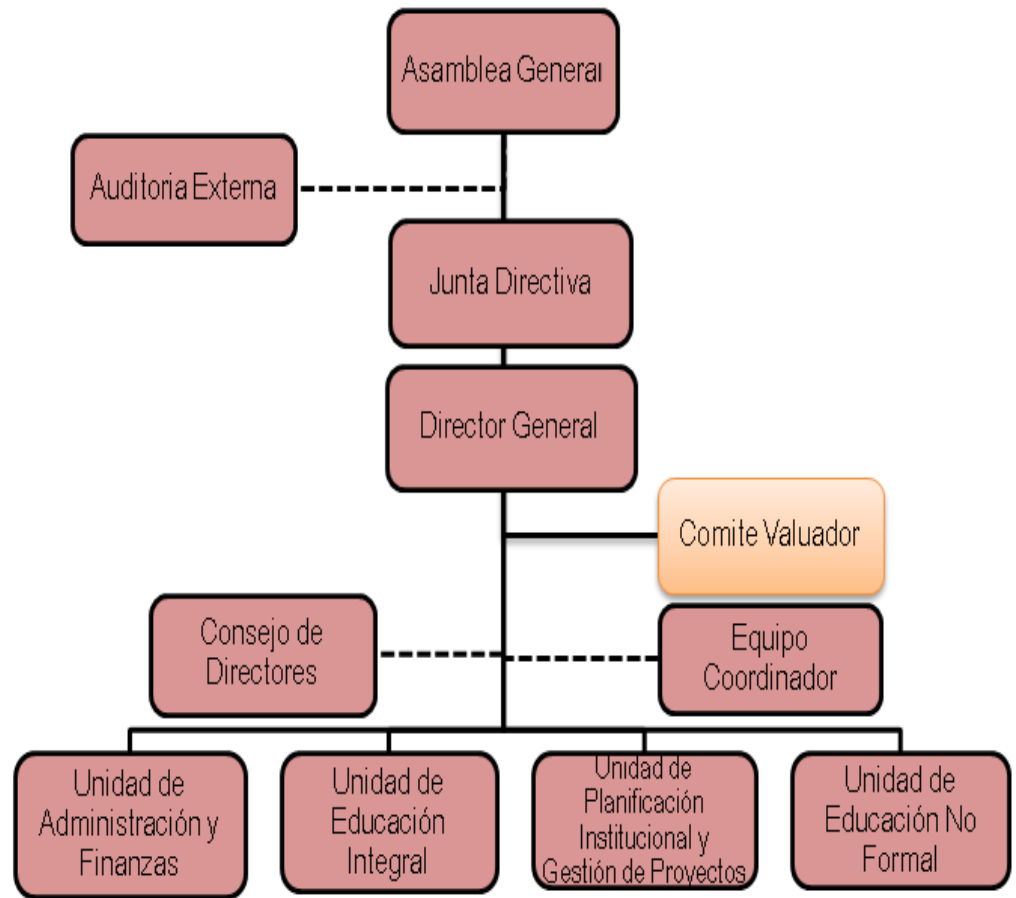 Asamblea General
Auditoria Externa
Junta Directiva
Director General
Comite Valuador
Consejo de
Directores
Equipo
Coordinador
Unidad de
Administración y
Finanzas
Unidad de
Educación
Integral
Unidad de
Planificación
Institucional y
Gestión de Proyectos
Unidad de
Educación No
Formal